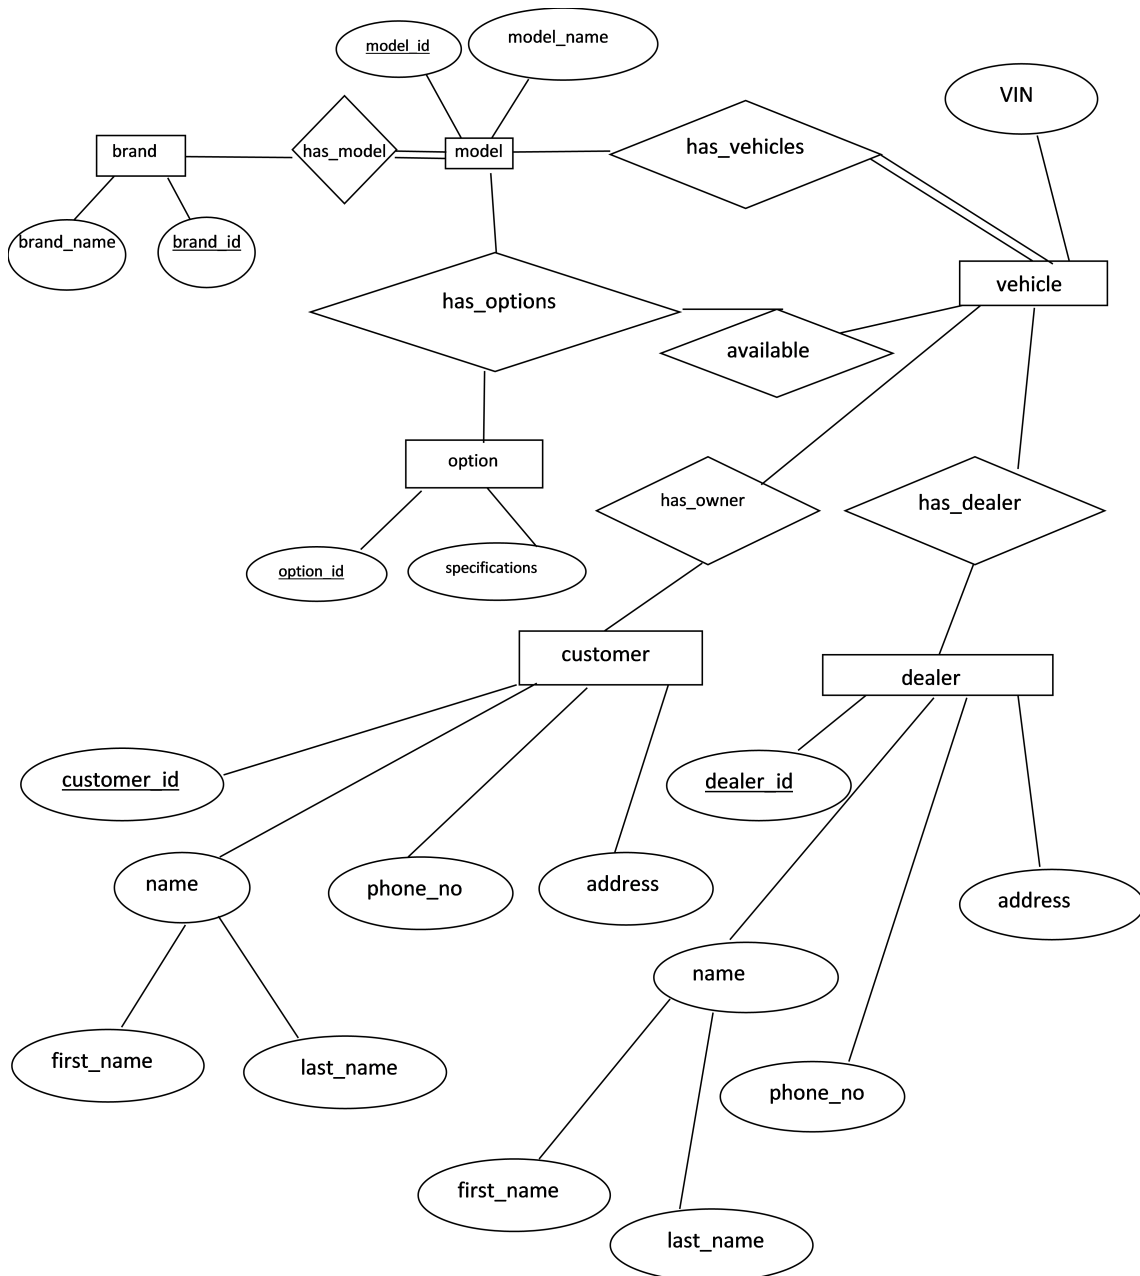 model_id
model_name
VIN
brand
has_model
model
has_vehicles
brand_name
brand_id
vehicle
has_options
available
option
has_owner
has_dealer
option_id
specifications
customer
dealer
customer_id
dealer_id
name
phone_no
address
address
name
first_name
last_name
phone_no
first_name
last_name